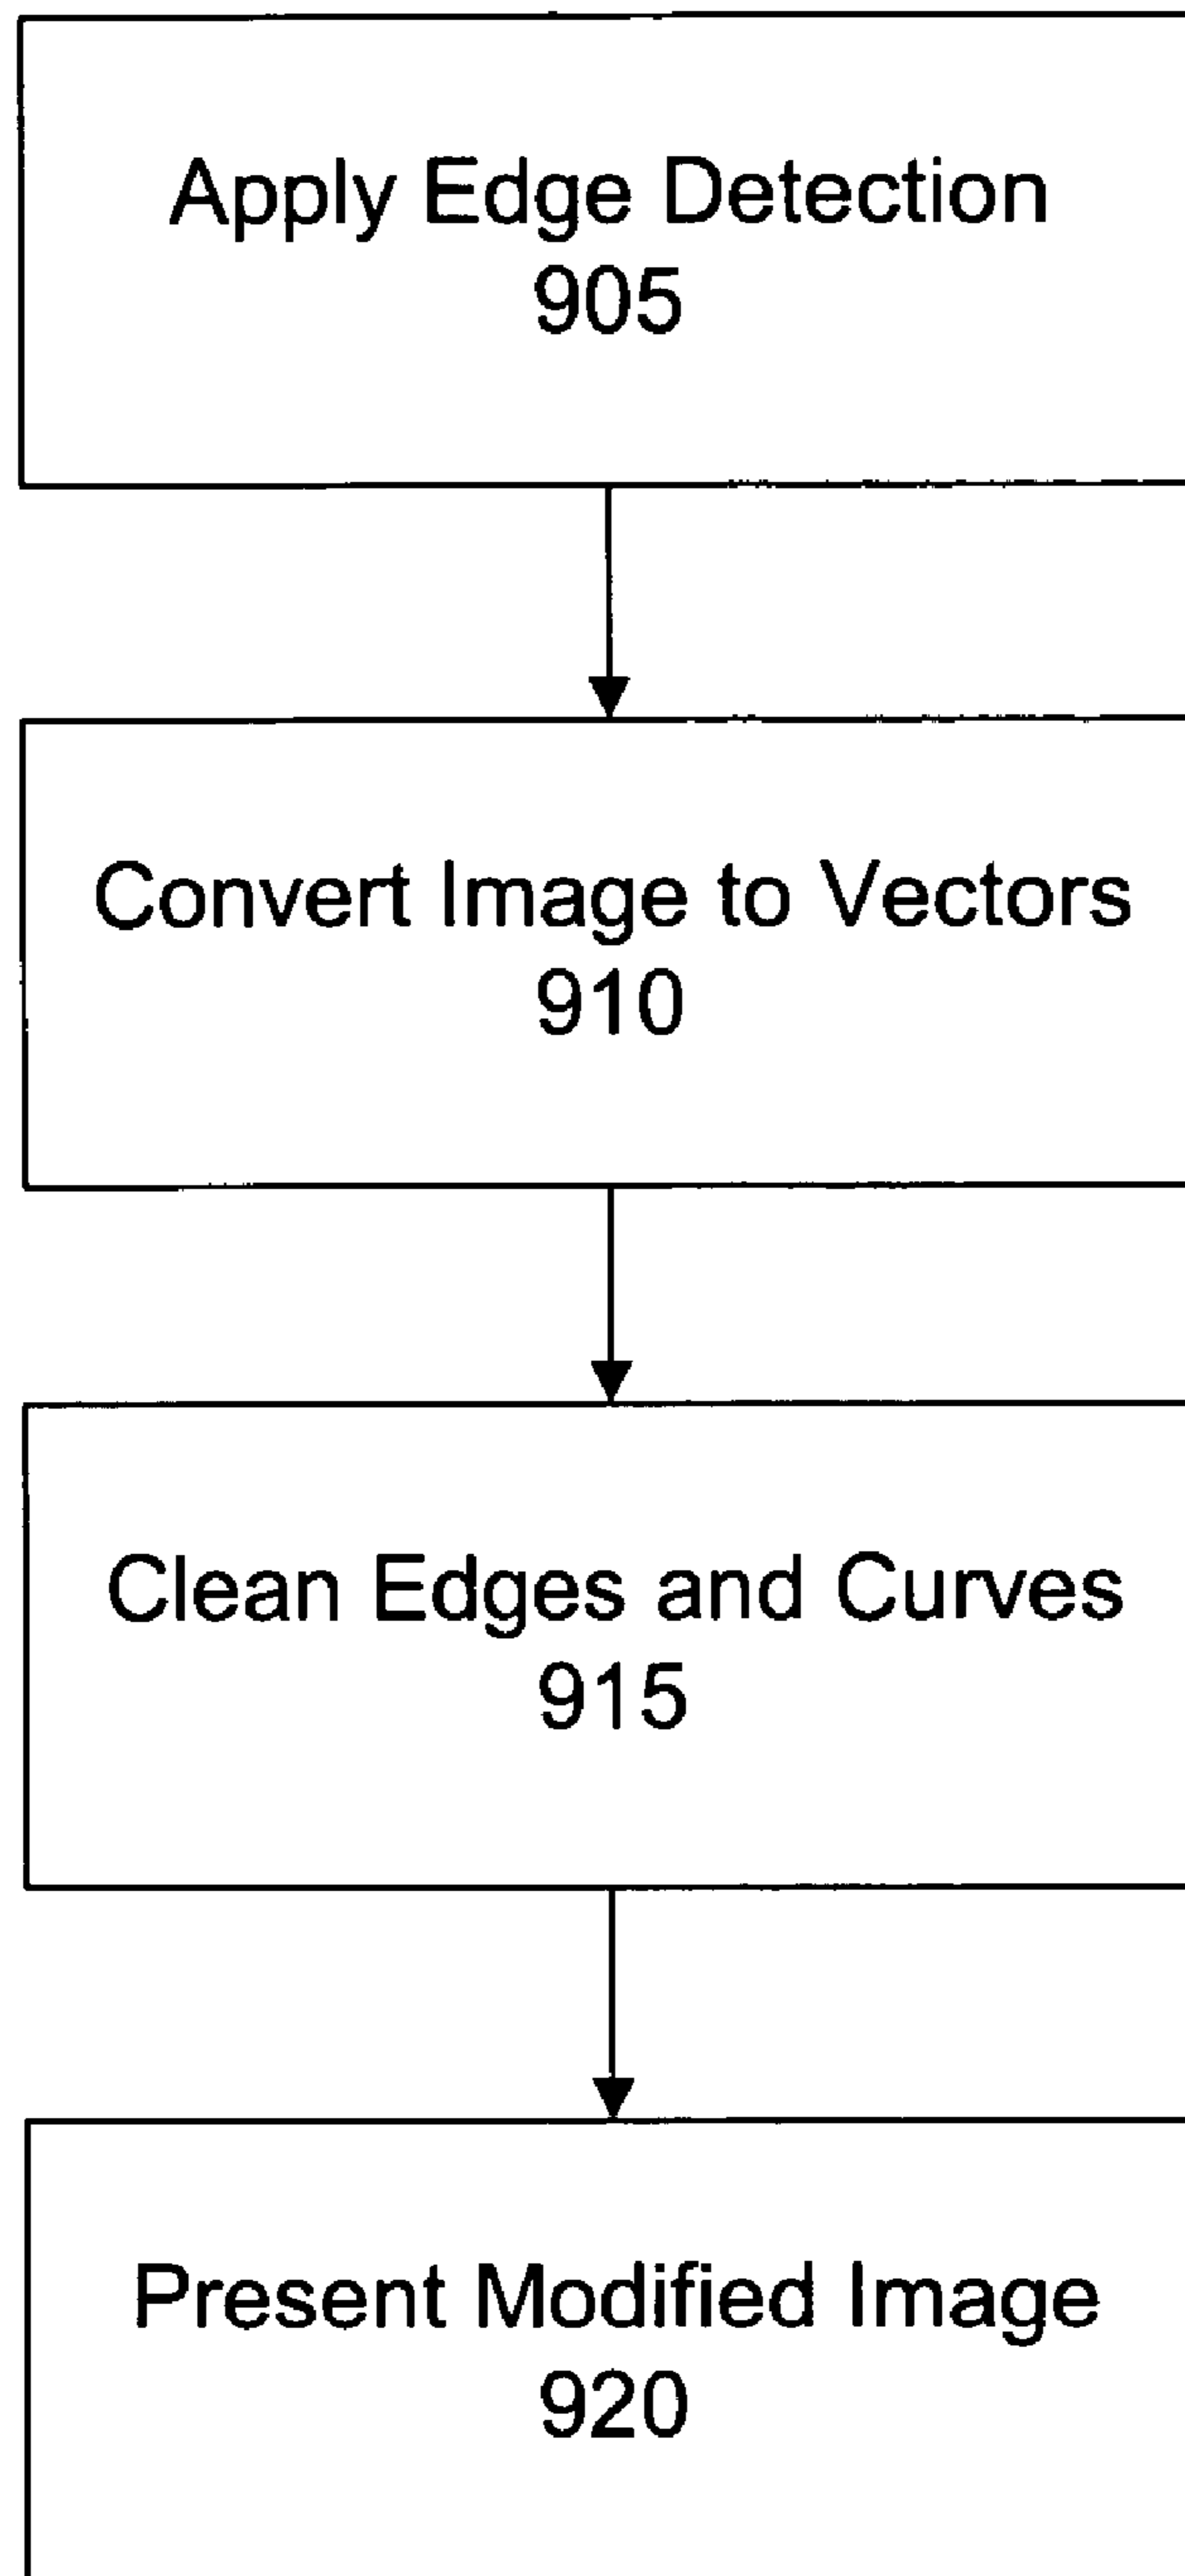 Apply Edge Detection
905
Convert Image to Vectors
910
Clean Edges and Curves
915
Present Modified Image
920